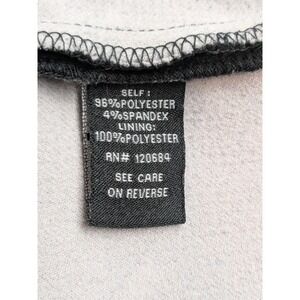 SELF:
96%POLYESTER
4%SPANDEX
LINING:
100%POLYESTER
RN# 120684
SEE CARE
ON REVERSE